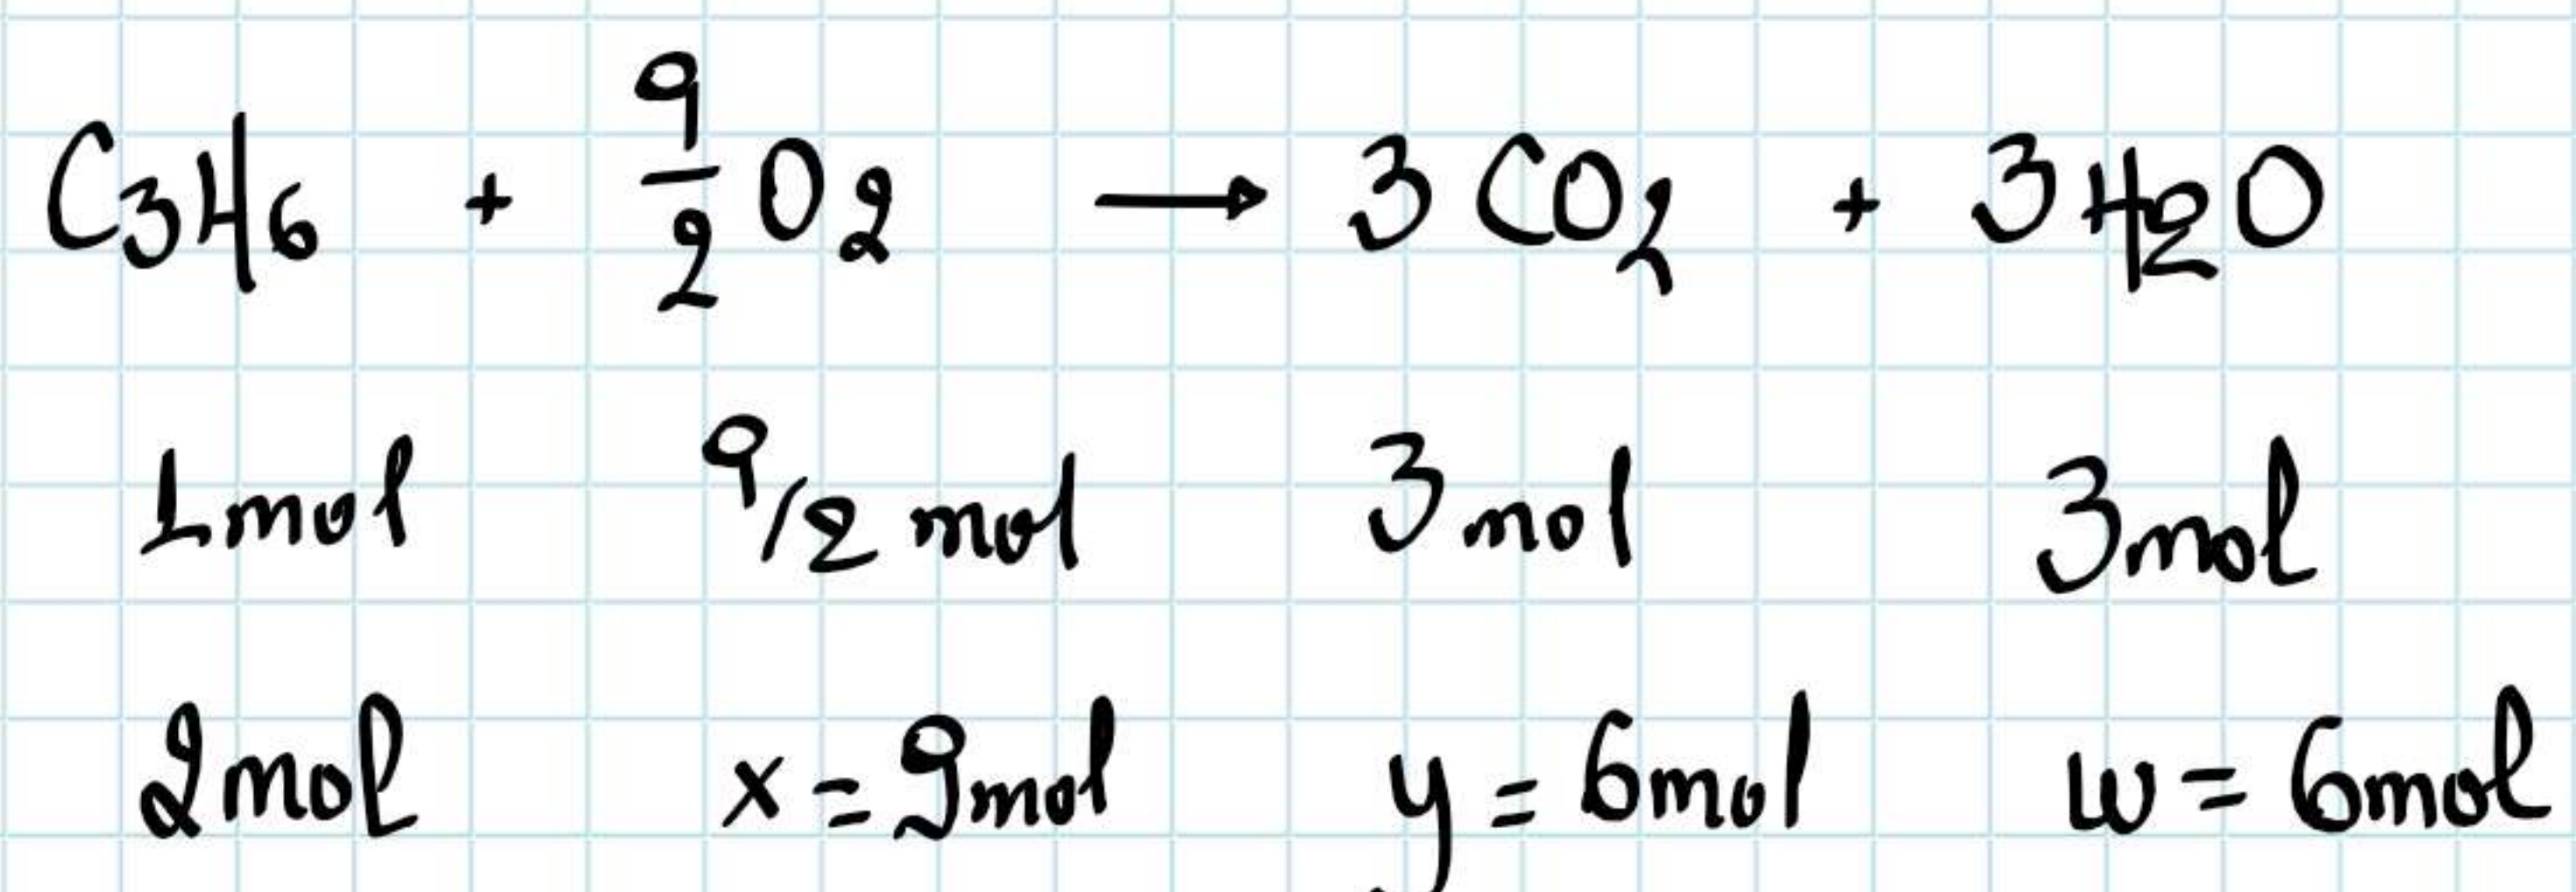 C3H6 + 9/2 O2 → 3 CO2 + 3 H2O
1mol 9/2 mol 3 mol 3mol
2mol x = 9mol y = 6mol w = 6mol